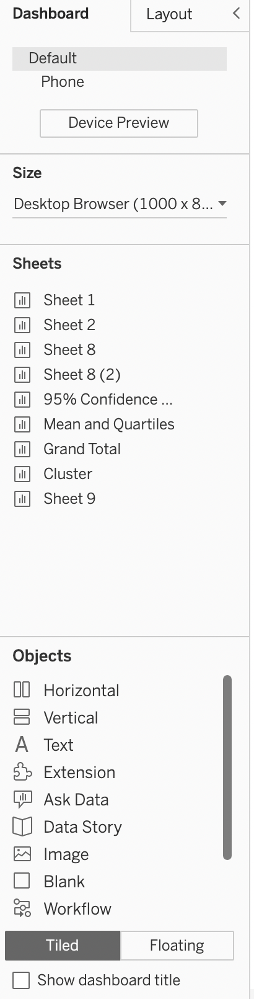 Dashboard
Layout
Default
Phone
Device Preview
Size
Desktop Browser (1000 x 8...
Sheets
Sheet 1
Sheet 2
Sheet 8
Sheet 8 (2)
95% Confidence ...
Mean and Quartiles
Grand Total
Cluster
Sheet 9
Objects
Horizontal
Vertical
A Text
Extension
Ask Data
Data Story
Image
Blank
Workflow
Tiled
Floating
Show dashboard title